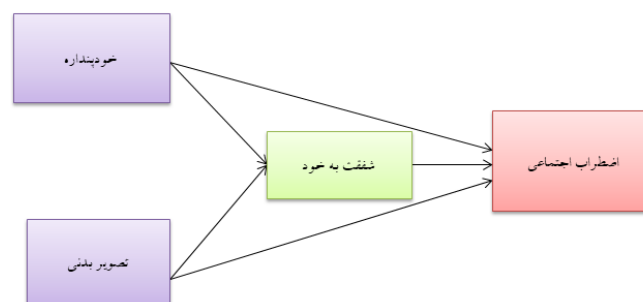 خودپنداره
شفقت به خود
اضطراب اجتماعی
تصویر بدنی